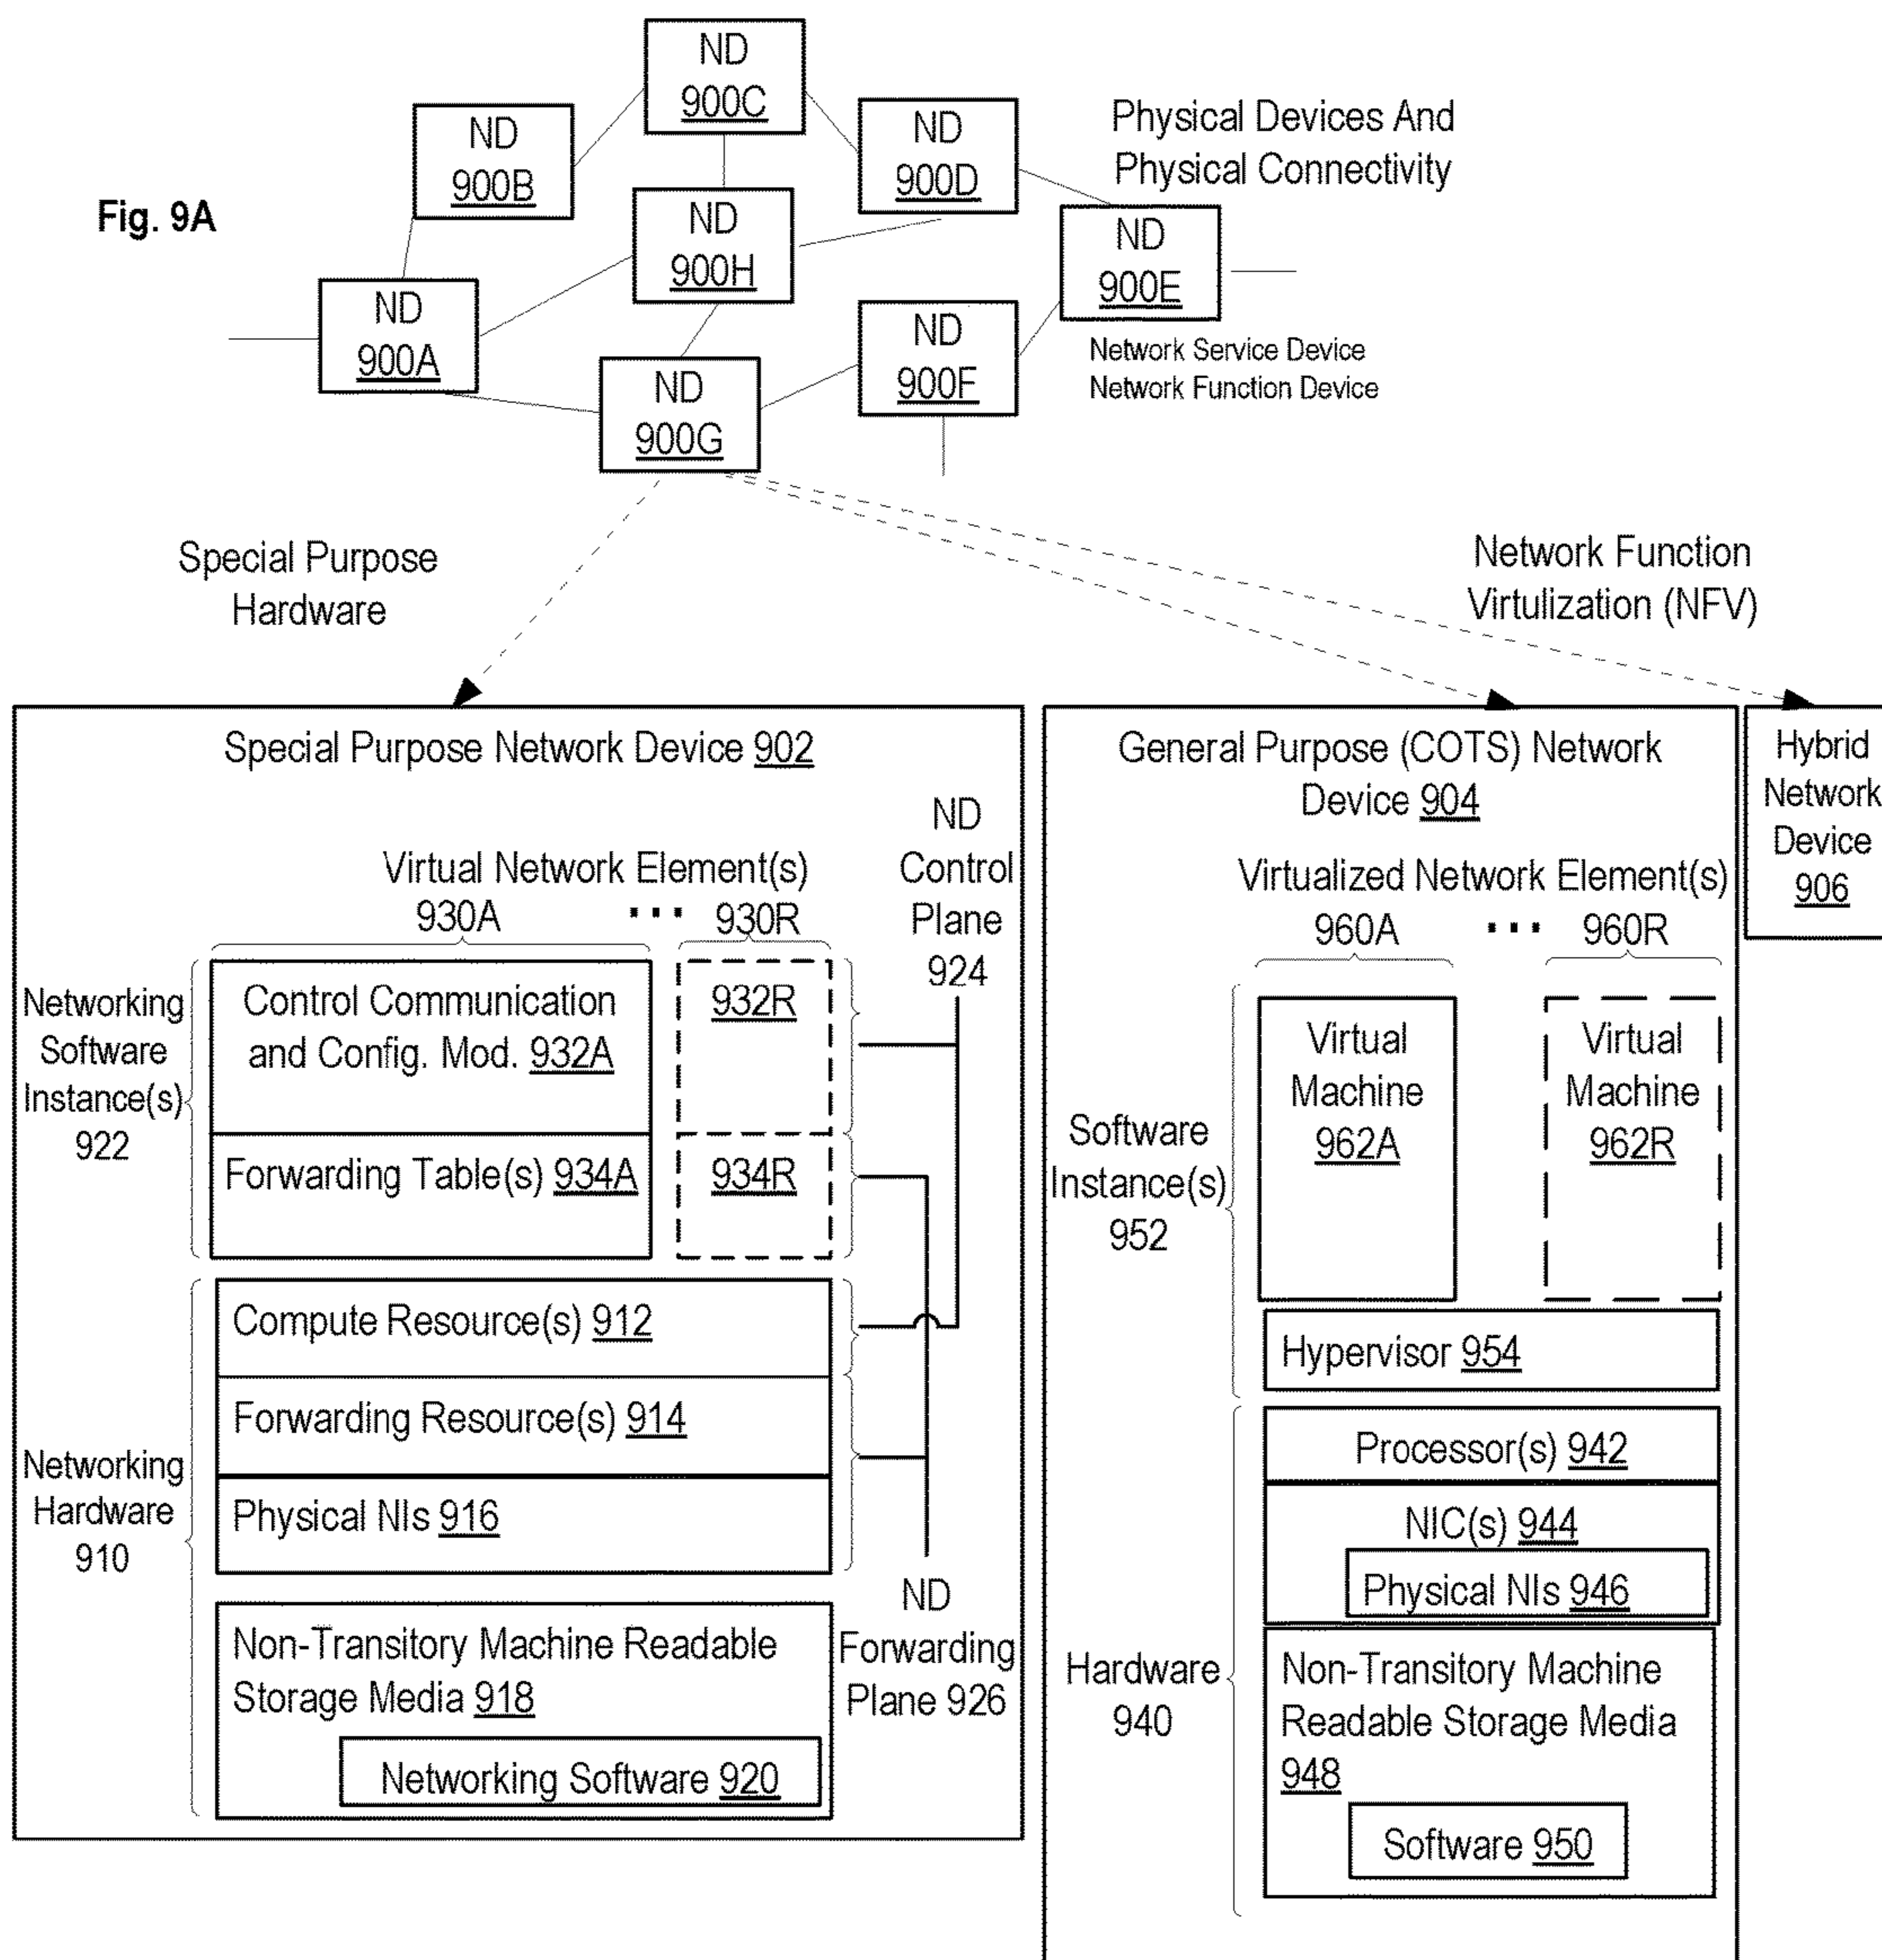 Fig. 9A
ND
900C
ND
900B
ND
900D
Physical Devices And
Physical Connectivity
ND
900H
ND
900E
ND
900A
ND
900F
Network Service Device
Network Function Device
ND
900G
Special Purpose
Hardware
Network Function
Virtulization (NFV)
Special Purpose Network Device 902
ND
Control
Plane
924
Virtual Network Element(s)
930A ... 930R
Networking
Software
Instance(s)
922
Control Communication
and Config. Mod. 932A
932R
Forwarding Table(s) 934A
934R
Networking
Hardware
910
Compute Resource(s) 912
Forwarding Resource(s) 914
Physical NIs 916
ND
Forwarding
Plane 926
Non-Transitory Machine Readable
Storage Media 918
Networking Software 920
General Purpose (COTS) Network
Device 904
Virtualized Network Element(s)
960A ... 960R
Software
Instance(s)
952
Virtual
Machine
962A
Virtual
Machine
962R
Hypervisor 954
Hardware
940
Processor(s) 942
NIC(s) 944
Physical NIs 946
Non-Transitory Machine
Readable Storage Media
948
Software 950
Hybrid
Network
Device
906